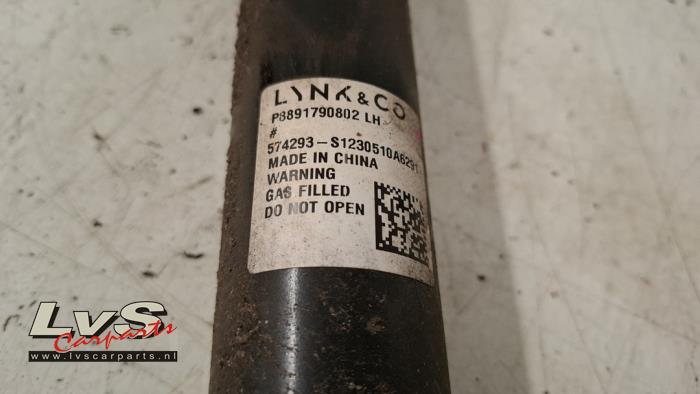 LYNK&CO
P8891790802 LH
#
574293-S1230510A6291
MADE IN CHINA
WARNING
GAS FILLED
DO NOT OPEN
LvS
Carparts
www.lvscarparts.nl